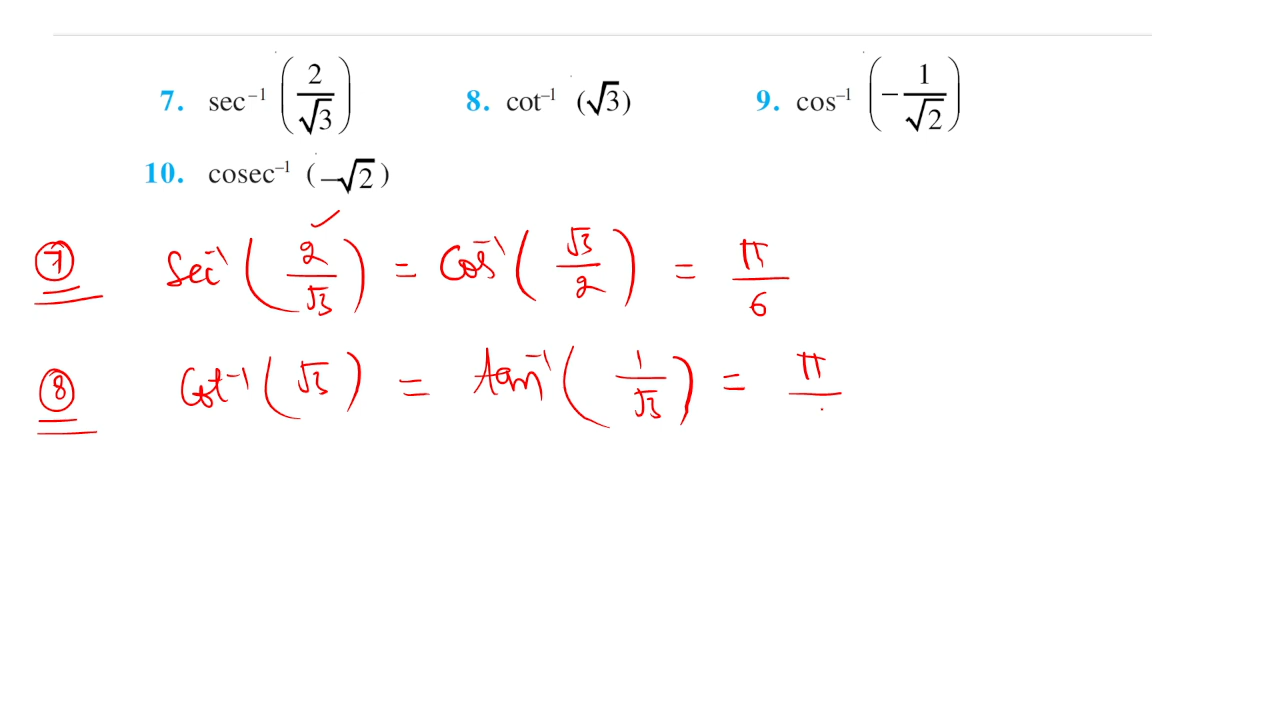 7. sec⁻¹ (2/√3) 8. cot⁻¹ (√3) 9. cos⁻¹ (−1/√2)
10. cosec⁻¹ (−√2)
⑦ Sec⁻¹ (2/√3) = Cos⁻¹ (√3/2) = π/6
⑧ Cot⁻¹ (√3) = tan⁻¹ (1/√3) = π/